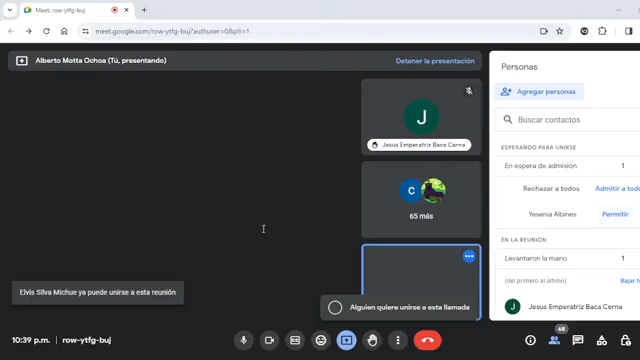 Meet: row-ytfg-buj
meet.google.com/row-ytfg-buj?authuser=0&pli=1
Alberto Motta Ochoa (Tú, presentando)
Detener la presentación
J
Jesus Emperatriz Baca Cerna
C
65 más
Elvis Silva Michue ya puede unirse a esta reunión
Alguien quiere unirse a esta llamada
Personas
Agregar personas
Buscar contactos
ESPERANDO PARA UNIRSE
En espera de admisión 1
Rechazar a todos Admitir a tod
Yesenia Albines Permitir
EN LA REUNIÓN
Levantaron la mano 1
(del primero al último) Bajar t
J Jesus Emperatriz Baca Cerna
10:39 p.m. row-ytfg-buj
68